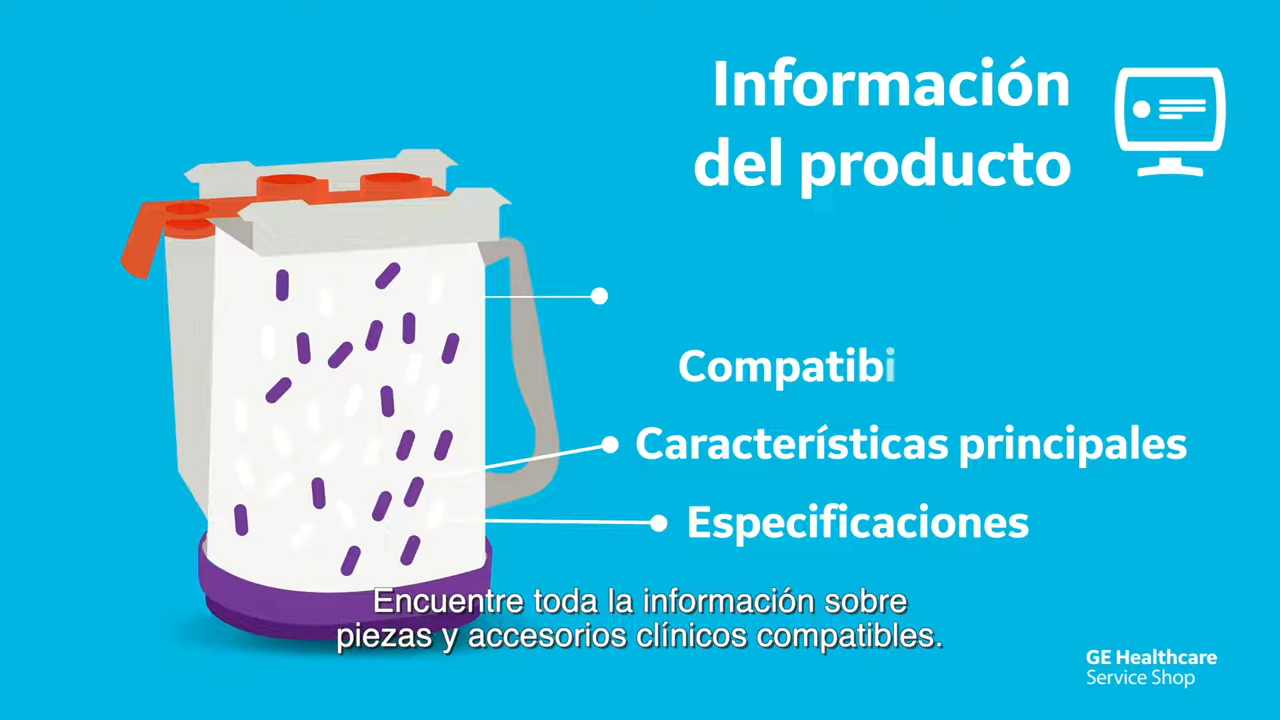 Información
del producto
Compatibi
Características principales
Especificaciones
Encuentre toda la información sobre
piezas y accesorios clínicos compatibles.
GE Healthcare
Service Shop